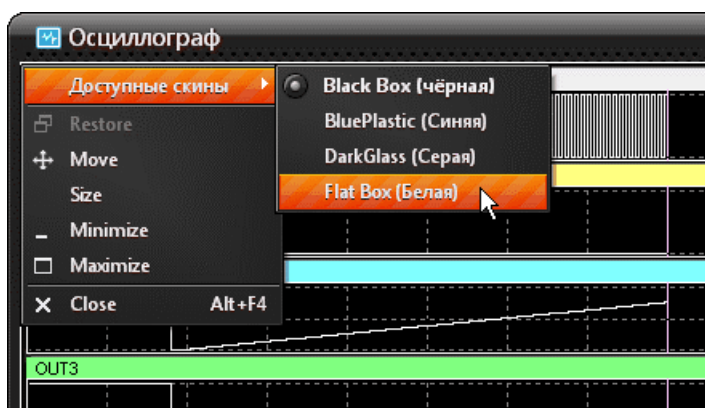 Осциллограф
Доступные скины
Restore
Move
Size
Minimize
Maximize
Close Alt+F4
Black Box (чёрная)
BluePlastic (Синяя)
DarkGlass (Серая)
Flat Box (Белая)
OUT3